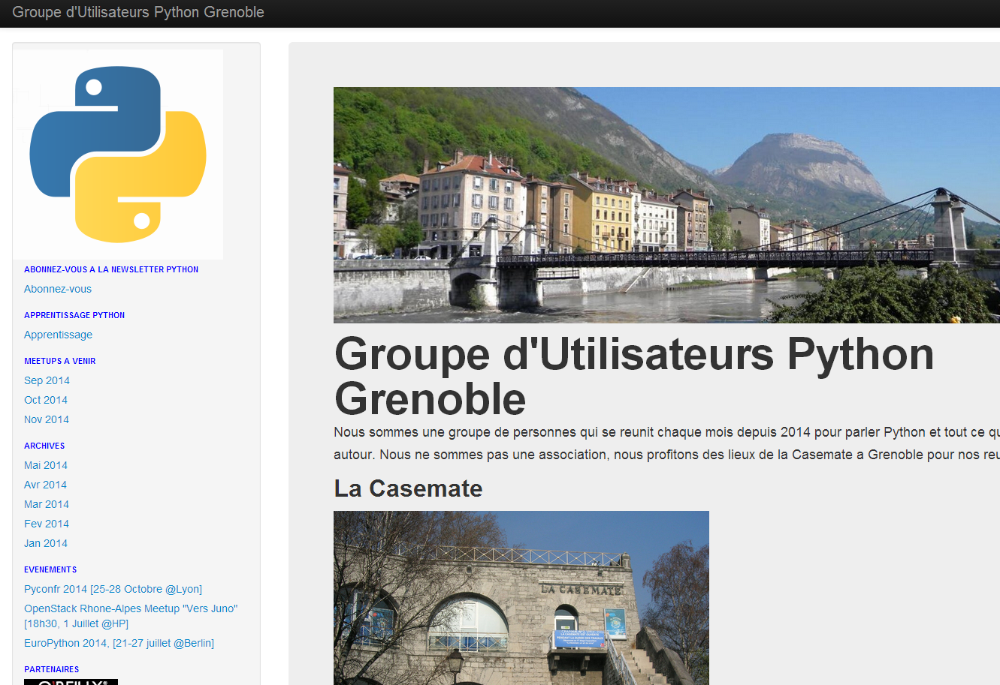 Groupe d'Utilisateurs Python Grenoble
ABONNEZ-VOUS A LA NEWSLETTER PYTHON
Abonnez-vous
APPRENTISSAGE PYTHON
Apprentissage
MEETUPS A VENIR
Sep 2014
Oct 2014
Nov 2014
ARCHIVES
Mai 2014
Avr 2014
Mar 2014
Fev 2014
Jan 2014
EVENEMENTS
Pyconfr 2014 [25-28 Octobre @Lyon]
OpenStack Rhone-Alpes Meetup "Vers Juno"
[18h30, 1 Juillet @HP]
EuroPython 2014, [21-27 juillet @Berlin]
PARTENAIRES
O'REILLY®
Groupe d'Utilisateurs Python
Grenoble
Nous sommes une groupe de personnes qui se reunit chaque mois depuis 2014 pour parler Python et tout ce
autour. Nous ne sommes pas une association, nous profitons des lieux de la Casemate a Grenoble pour nos
La Casemate
LA CASEMATE